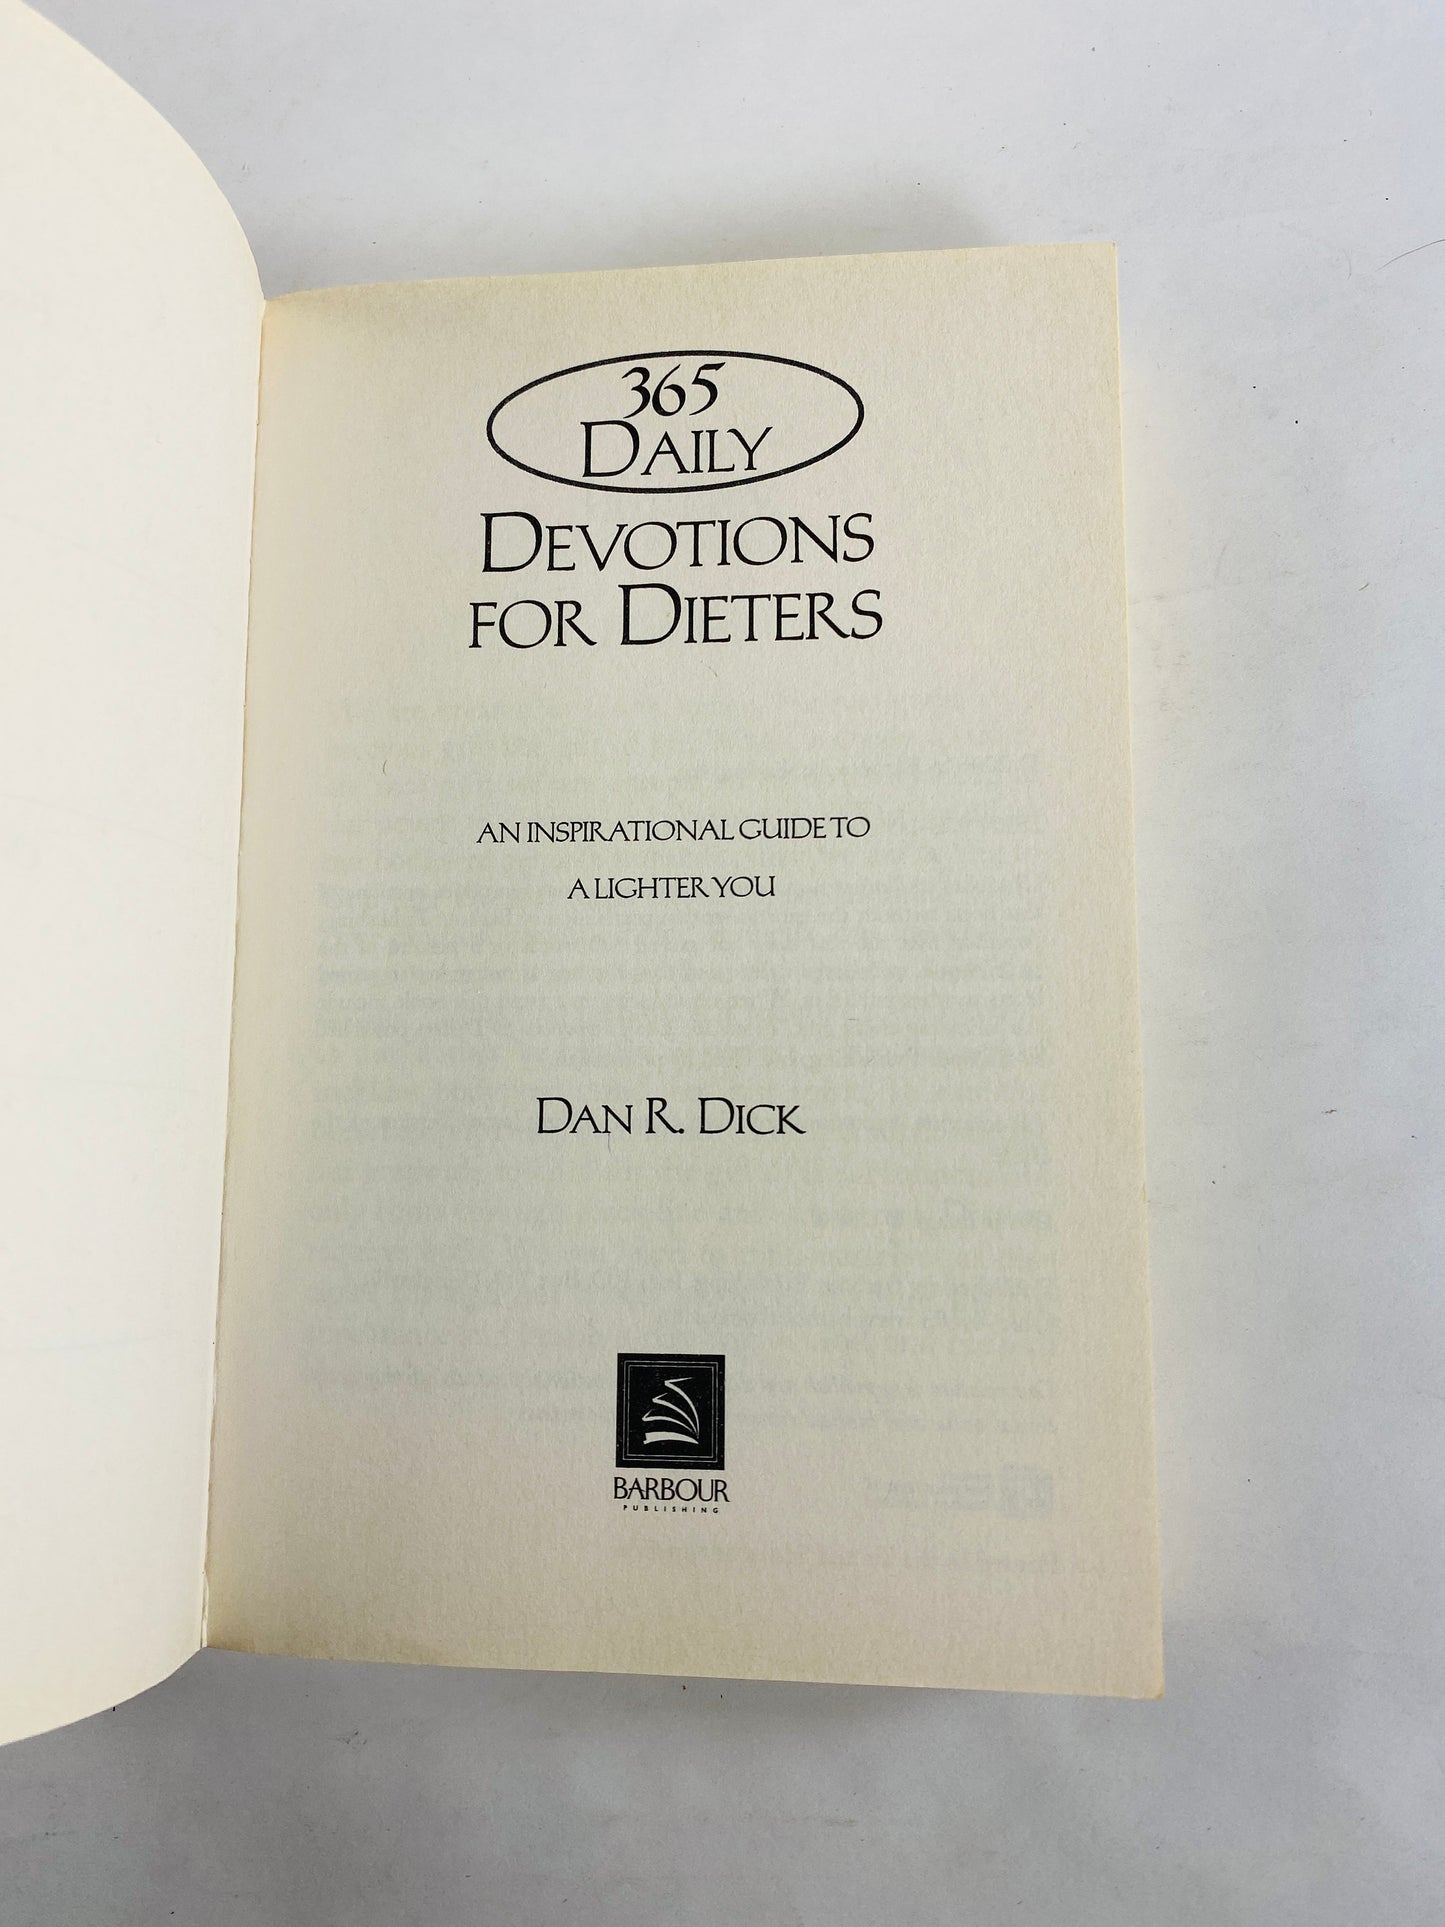 365
DAILY
DEVOTIONS
FOR DIETERS
AN INSPIRATIONAL GUIDE TO
A LIGHTER YOU
DAN R. DICK
BARBOUR
PUBLISHING